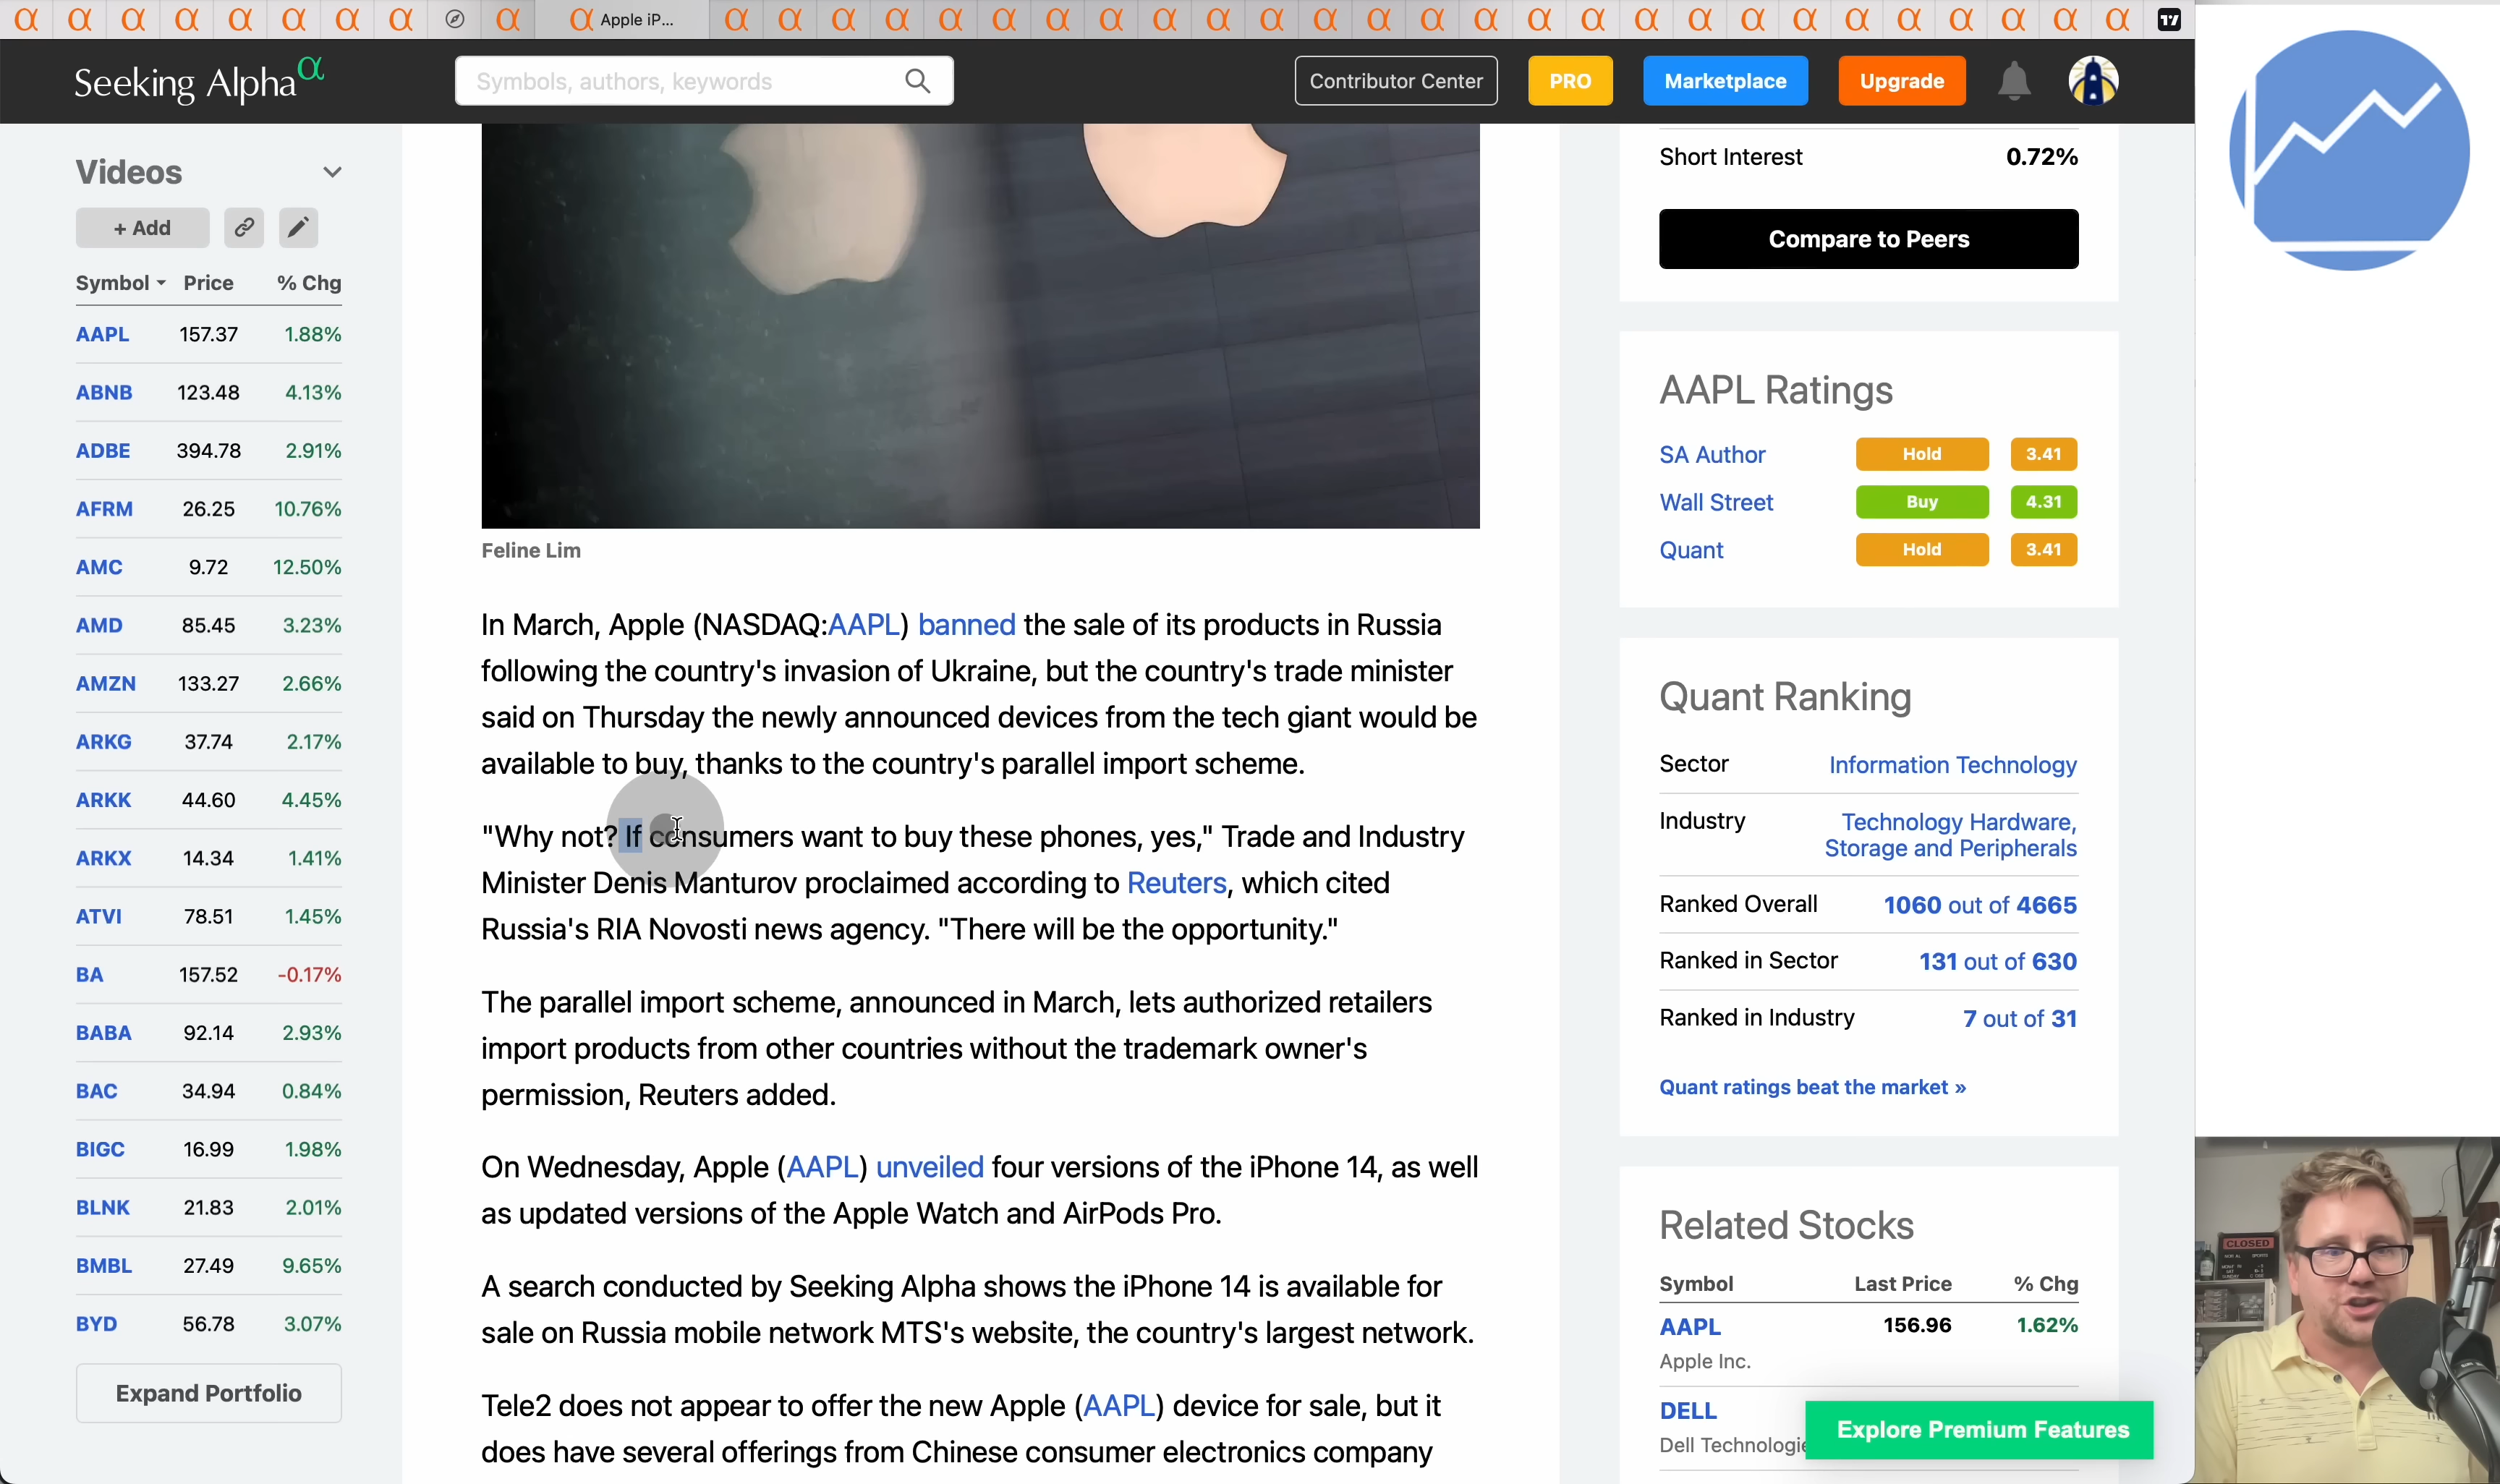 Apple iP...
Seeking Alpha α
Symbols, authors, keywords
Contributor Center
PRO
Marketplace
Upgrade
Videos
+ Add
Symbol Price % Chg
AAPL 157.37 1.88%
ABNB 123.48 4.13%
ADBE 394.78 2.91%
AFRM 26.25 10.76%
AMC 9.72 12.50%
AMD 85.45 3.23%
AMZN 133.27 2.66%
ARKG 37.74 2.17%
ARKK 44.60 4.45%
ARKX 14.34 1.41%
ATVI 78.51 1.45%
BA 157.52 -0.17%
BABA 92.14 2.93%
BAC 34.94 0.84%
BIGC 16.99 1.98%
BLNK 21.83 2.01%
BMBL 27.49 9.65%
BYD 56.78 3.07%
Expand Portfolio
Feline Lim
In March, Apple (NASDAQ:AAPL) banned the sale of its products in Russia
following the country's invasion of Ukraine, but the country's trade minister
said on Thursday the newly announced devices from the tech giant would be
available to buy, thanks to the country's parallel import scheme.
"Why not? If consumers want to buy these phones, yes," Trade and Industry
Minister Denis Manturov proclaimed according to Reuters, which cited
Russia's RIA Novosti news agency. "There will be the opportunity."
The parallel import scheme, announced in March, lets authorized retailers
import products from other countries without the trademark owner's
permission, Reuters added.
On Wednesday, Apple (AAPL) unveiled four versions of the iPhone 14, as well
as updated versions of the Apple Watch and AirPods Pro.
A search conducted by Seeking Alpha shows the iPhone 14 is available for
sale on Russia mobile network MTS's website, the country's largest network.
Tele2 does not appear to offer the new Apple (AAPL) device for sale, but it
does have several offerings from Chinese consumer electronics company
Short Interest 0.72%
Compare to Peers
AAPL Ratings
SA Author Hold 3.41
Wall Street Buy 4.31
Quant Hold 3.41
Quant Ranking
Sector Information Technology
Industry Technology Hardware,
Storage and Peripherals
Ranked Overall 1060 out of 4665
Ranked in Sector 131 out of 630
Ranked in Industry 7 out of 31
Quant ratings beat the market »
Related Stocks
Symbol Last Price % Chg
AAPL 156.96 1.62%
Apple Inc.
DELL
Dell Technologie
Explore Premium Features
CLOSED